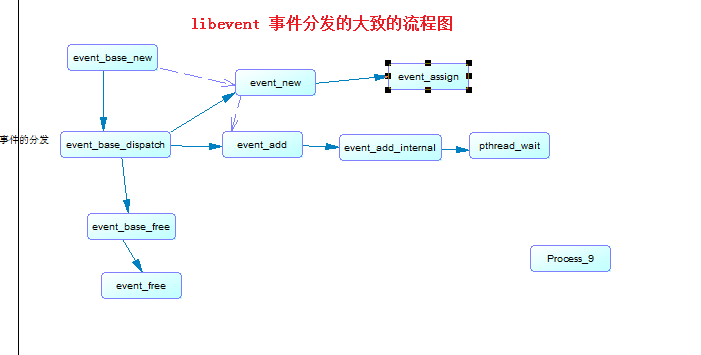 libevent 事件分发的大致的流程图
event_base_new
event_new
event_assign
事件的分发
event_base_dispatch
event_add
event_add_internal
pthread_wait
event_base_free
Process_9
event_free